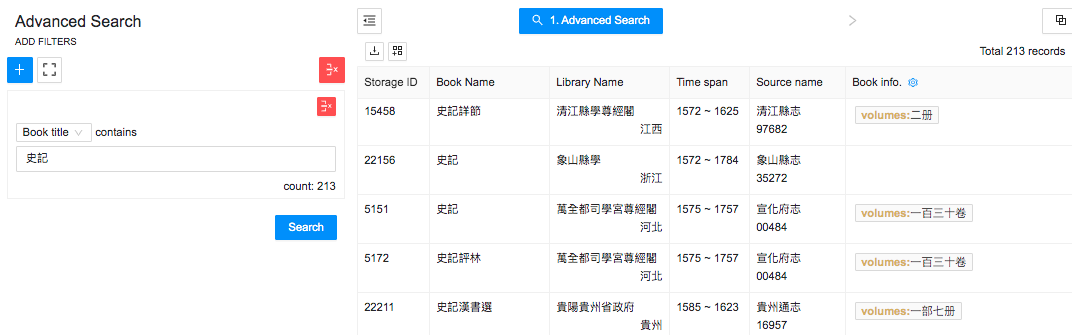 Advanced Search
ADD FILTERS
Book title contains
史記
count: 213
Search
1. Advanced Search
Total 213 records
Storage ID Book Name Library Name Time span Source name Book info.
15458 史記詳節 清江縣學尊經閣 1572 ~ 1625 清江縣志 volumes:二册
江西 97682
22156 史記 象山縣學 1572 ~ 1784 象山縣志
浙江 35272
5151 史記 萬全都司學宮尊經閣 1575 ~ 1757 宣化府志 volumes:一百三十卷
河北 00484
5172 史記評林 萬全都司學宮尊經閣 1575 ~ 1757 宣化府志 volumes:一百三十卷
河北 00484
22211 史記漢書選 貴陽貴州省政府 1585 ~ 1623 貴州通志 volumes:一部七册
貴州 16957